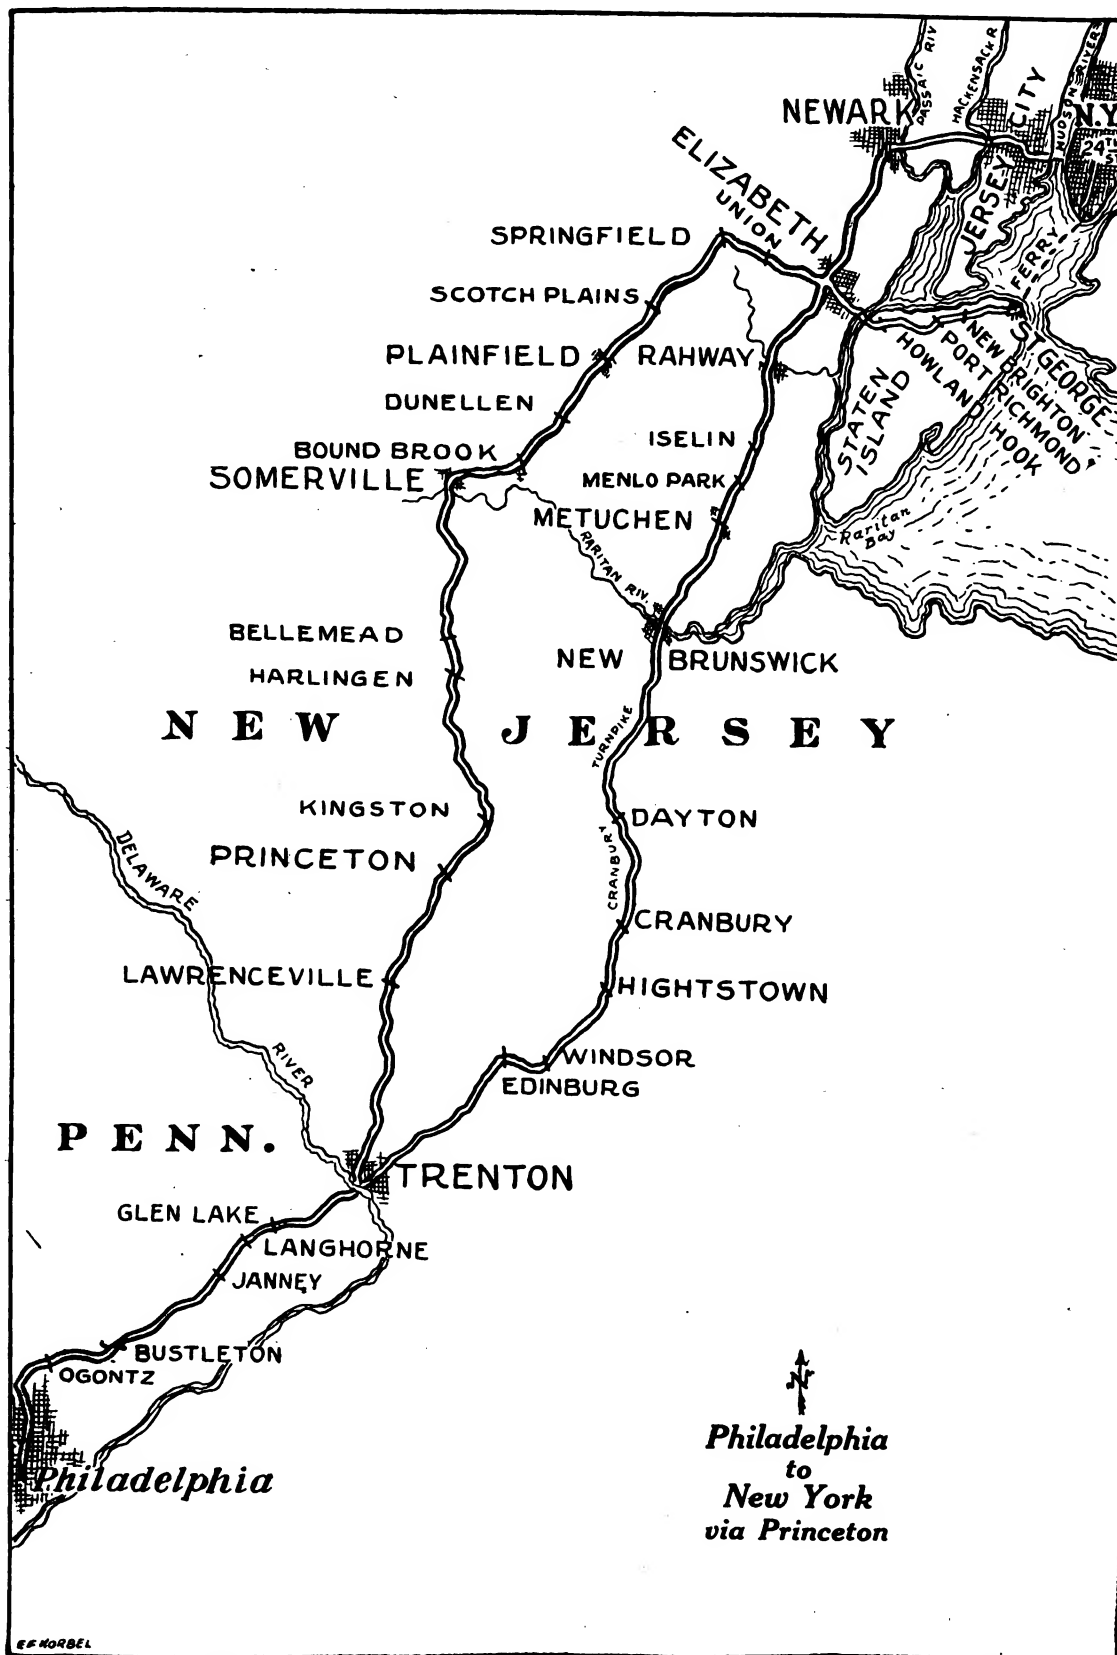 PASSAIC RIV
HACKENSACK R
HUDSON RIVER
NEWARK
JERSEY CITY
N.Y.
24TH
ELIZABETH
UNION
SPRINGFIELD
FERRY
SCOTCH PLAINS
ST GEORGE
NEW BRIGHTON
PORT RICHMOND
HOWLAND HOOK
PLAINFIELD
RAHWAY
STATEN
ISLAND
DUNELLEN
ISELIN
BOUND BROOK
SOMERVILLE
MENLO PARK
METUCHEN
Raritan
Bay
RARITAN RIV.
BELLEMEAD
NEW BRUNSWICK
HARLINGEN
NEW JERSEY
TURNPIKE
KINGSTON
DAYTON
PRINCETON
CRANBURY
DELAWARE
CRANBURY
LAWRENCEVILLE
HIGHTSTOWN
RIVER
WINDSOR
EDINBURG
PENN.
TRENTON
GLEN LAKE
LANGHORNE
JANNEY
BUSTLETON
OGONTZ
N
Philadelphia
Philadelphia
to
New York
via Princeton
E F KORBEL